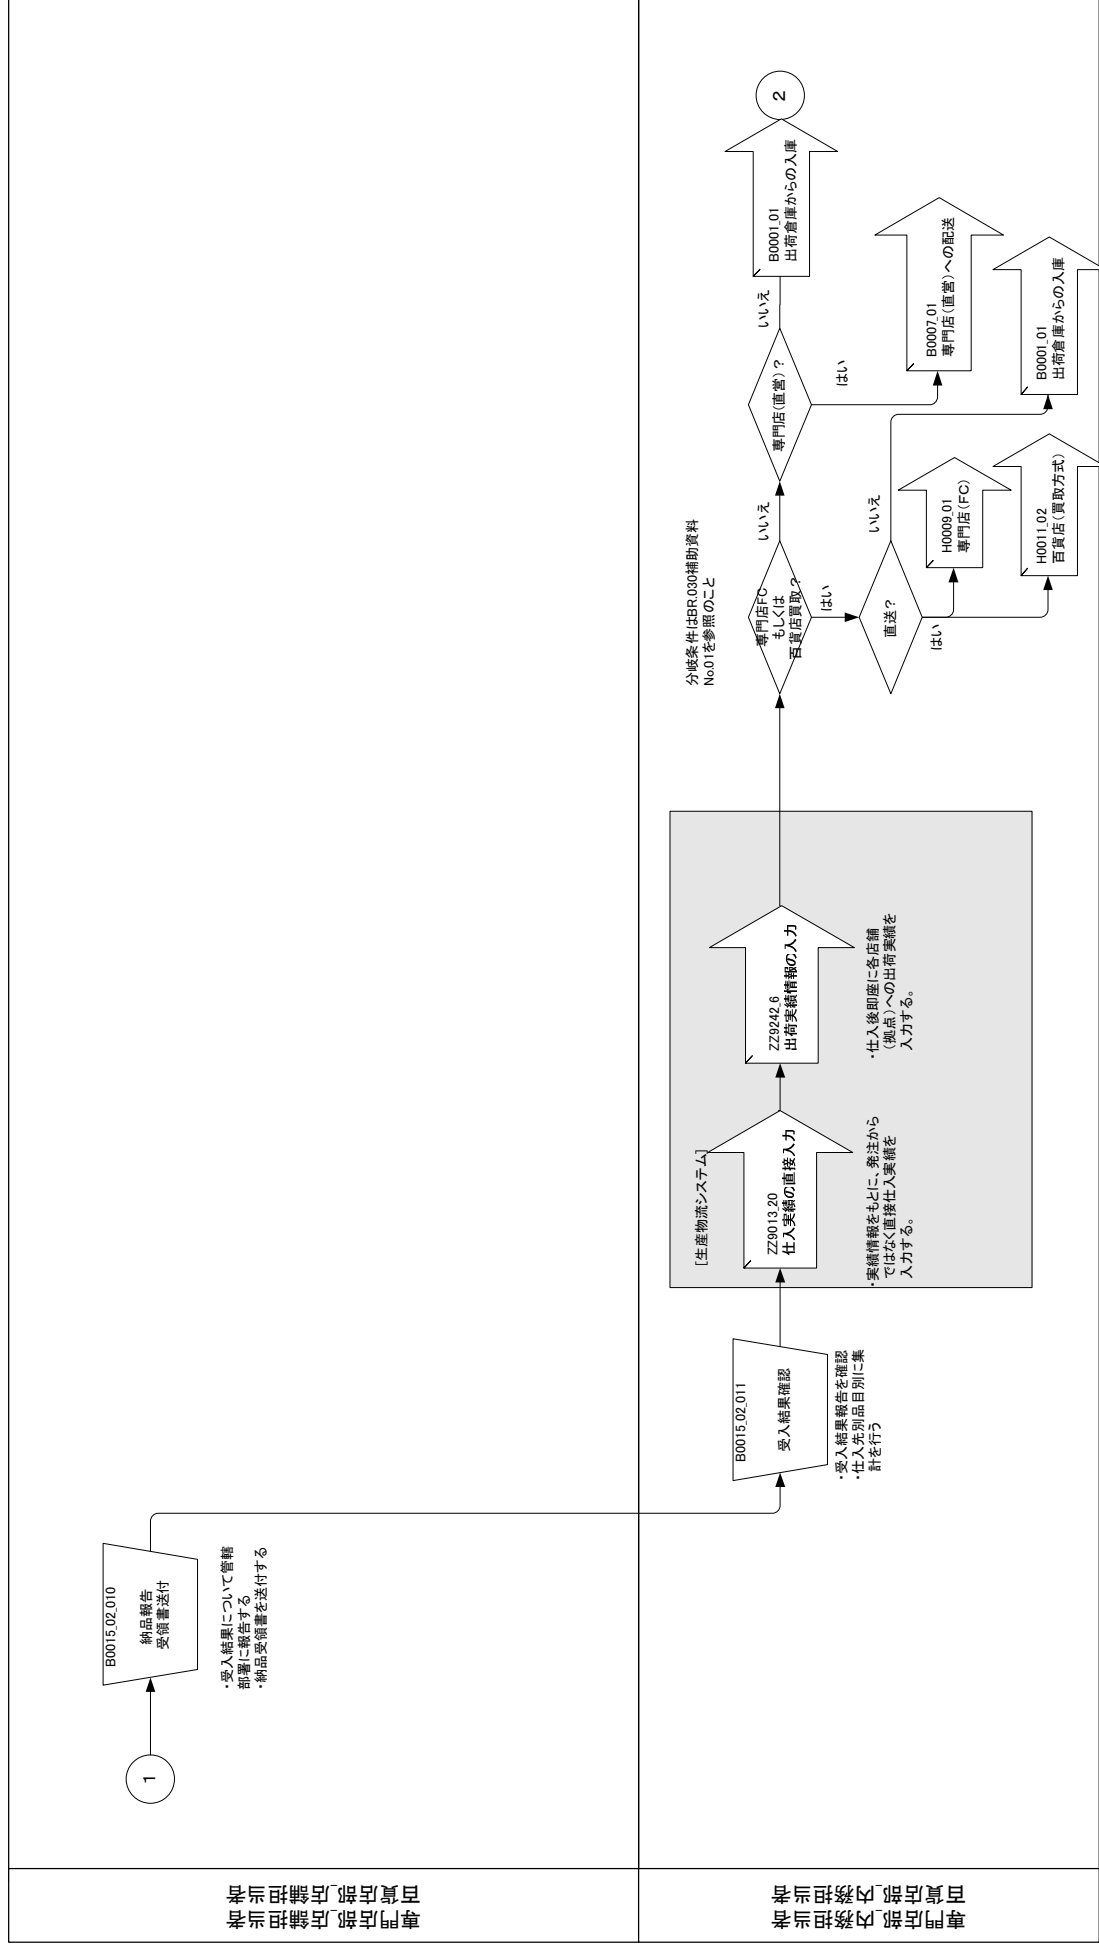 専門店部_店舗担当者
百貨店部_店舗担当者
1
B0015_02_010
納品報告
受領書送付
・受入結果について管轄
部署に報告する
・納品受領書を送付する
専門店部_内務担当者
百貨店部_内務担当者
B0015_02_011
受入結果確認
・受入結果報告を確認
・仕入先別品目別に集
計を行う
[生産物流システム]
ZZ9013_20
仕入実績の直接入力
・実績情報をもとに、発注から
ではなく直接仕入実績を
入力する。
ZZ9242_6
出荷実績情報の入力
・仕入後即座に各店舗
（拠点）への出荷実績を
入力する。
分岐条件はBR.030補助資料
No.01を参照のこと
専門店FC
もしくは
百貨店買取？
いいえ
はい
専門店(直営)？
いいえ
はい
B0001_01
出荷倉庫からの入庫
2
B0007_01
専門店(直営)への配送
直送？
いいえ
はい
H0009_01
専門店(FC)
H0011_02
百貨店(買取方式)
B0001_01
出荷倉庫からの入庫